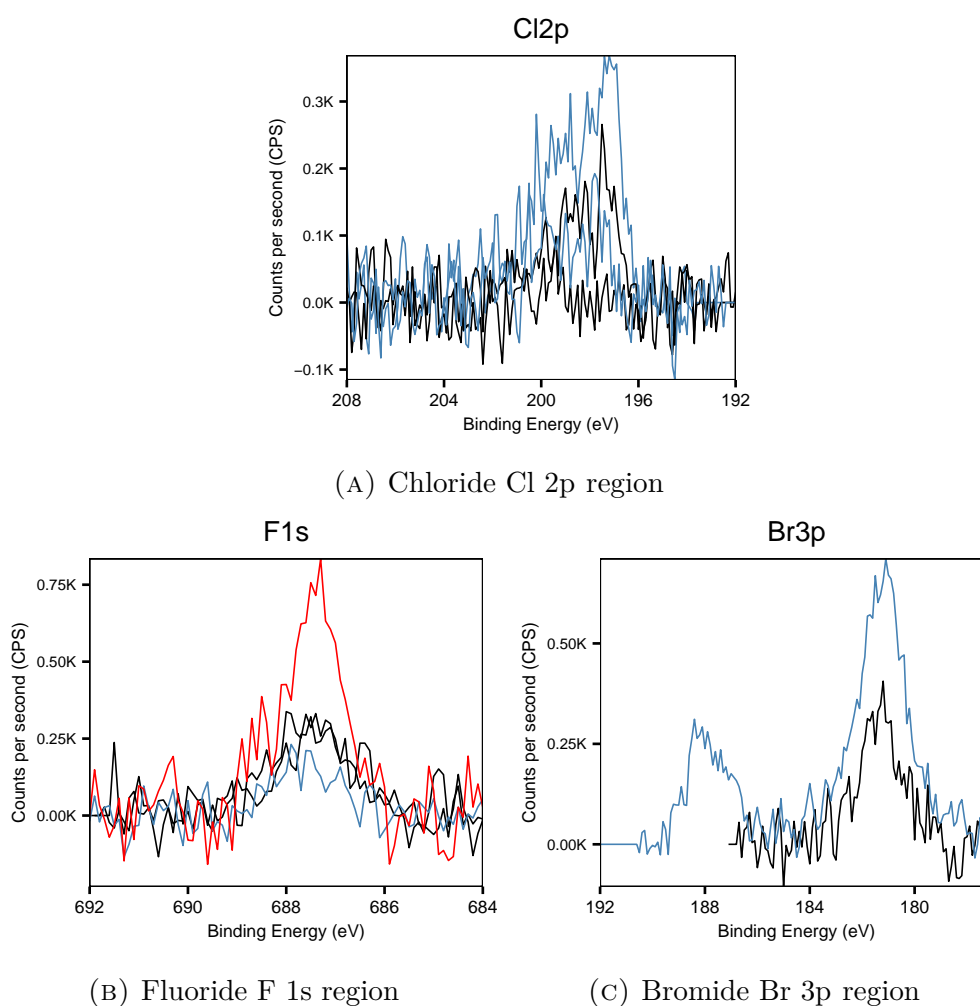 Cl2p
Counts per second (CPS)
0.3K
0.2K
0.1K
0.0K
−0.1K
208
204
200
196
192
Binding Energy (eV)
(A) Chloride Cl 2p region
F1s
Counts per second (CPS)
0.75K
0.50K
0.25K
0.00K
692
690
688
686
684
Binding Energy (eV)
(B) Fluoride F 1s region
Br3p
Counts per second (CPS)
0.50K
0.25K
0.00K
192
188
184
180
Binding Energy (eV)
(C) Bromide Br 3p region